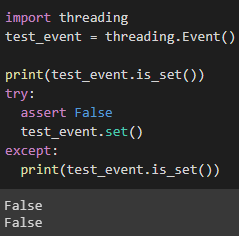 import threading
test_event = threading.Event()
print(test_event.is_set())
try:
  assert False
  test_event.set()
except:
  print(test_event.is_set())
False
False